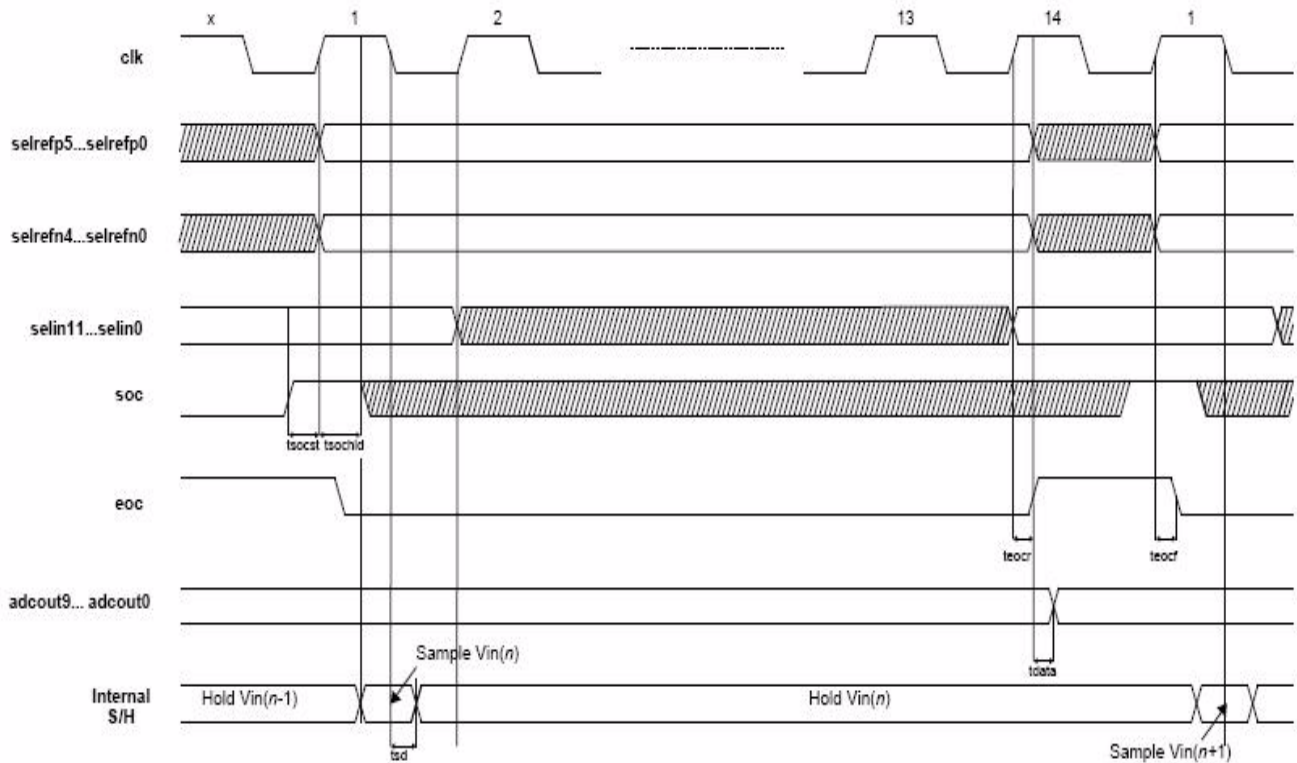 x 1 2 13 14 1
clk
selrefp5...selrefp0
selrefn4...selrefn0
selin11...selin0
soc
tsocst tsochld
eoc
teocr teocf
adcout9... adcout0
tdata
Sample Vin(n)
Internal S/H
Hold Vin(n-1) Hold Vin(n)
tsd
Sample Vin(n+1)